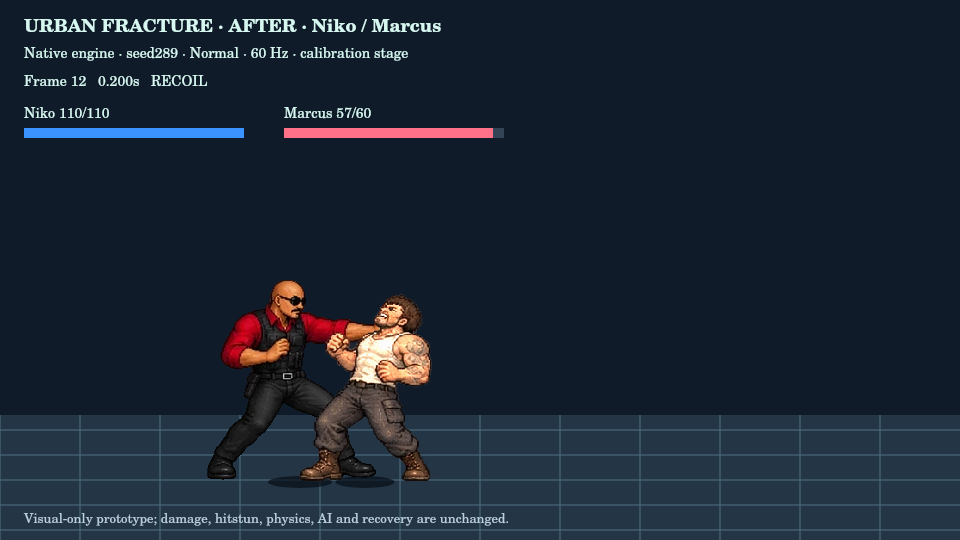 URBAN FRACTURE · AFTER · Niko / Marcus
Native engine · seed289 · Normal · 60 Hz · calibration stage
Frame 12 0.200s RECOIL
Niko 110/110
Marcus 57/60
Visual-only prototype; damage, hitstun, physics, AI and recovery are unchanged.